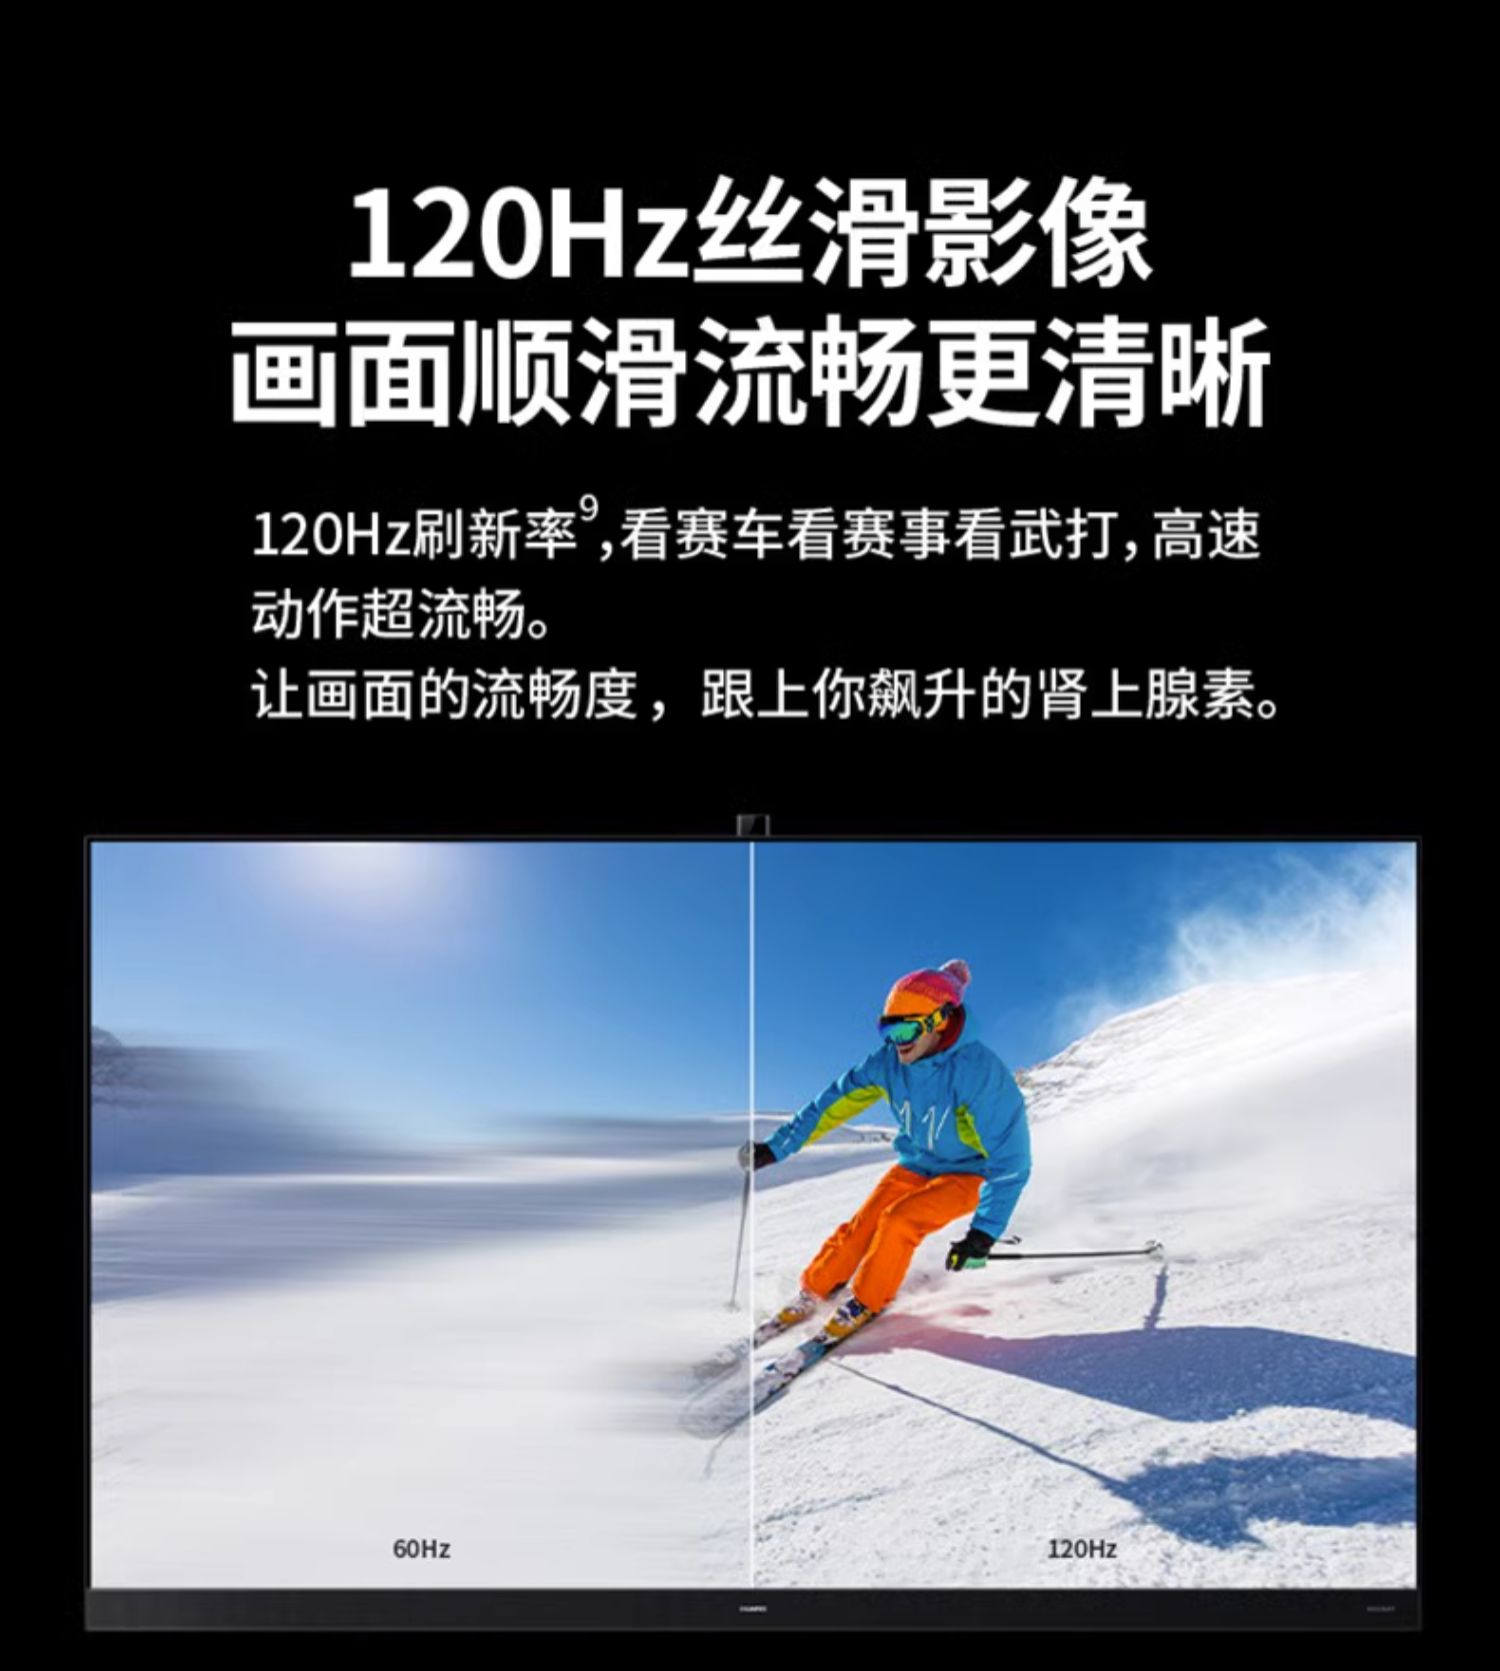 120Hz丝滑影像
画面顺滑流畅更清晰
120Hz刷新率⁹,看赛车看赛事看武打,高速
动作超流畅。
让画面的流畅度，跟上你飙升的肾上腺素。
60Hz
120Hz
HUAWEI